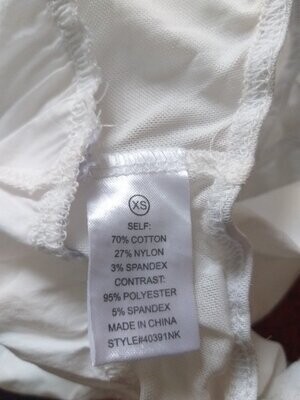 XS
SELF:
70% COTTON
27% NYLON
3% SPANDEX
CONTRAST:
95% POLYESTER
5% SPANDEX
MADE IN CHINA
STYLE#40391NK